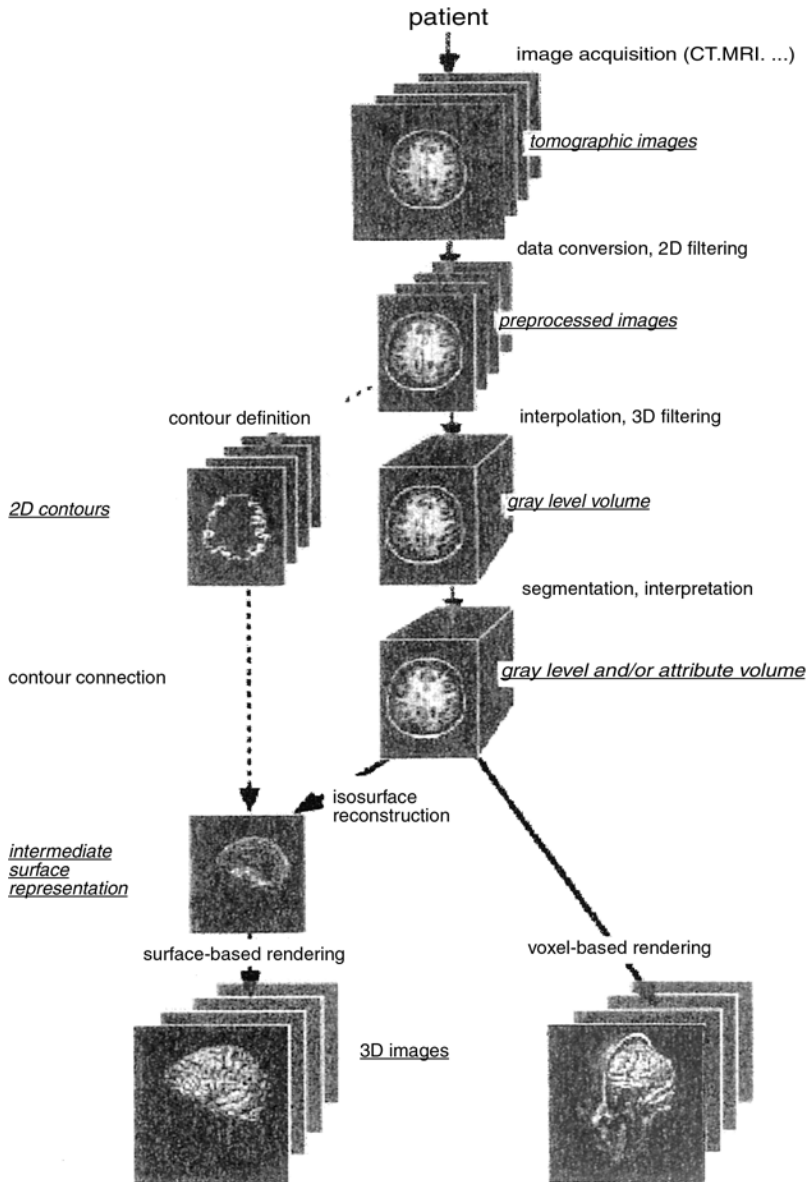 patient
image acquisition (CT.MRI. ...)
tomographic images
data conversion, 2D filtering
preprocessed images
contour definition
interpolation, 3D filtering
2D contours
gray level volume
segmentation, interpretation
contour connection
gray level and/or attribute volume
isosurface
reconstruction
intermediate
surface
representation
surface-based rendering
voxel-based rendering
3D images